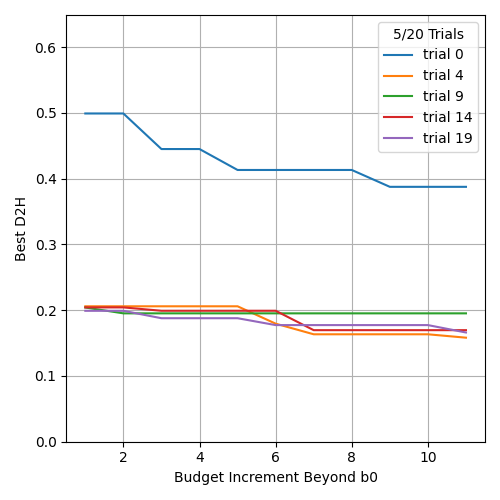 5/20 Trials
trial 0
trial 4
trial 9
trial 14
trial 19
Best D2H
0.6
0.5
0.4
0.3
0.2
0.1
0.0
2
4
6
8
10
Budget Increment Beyond b0